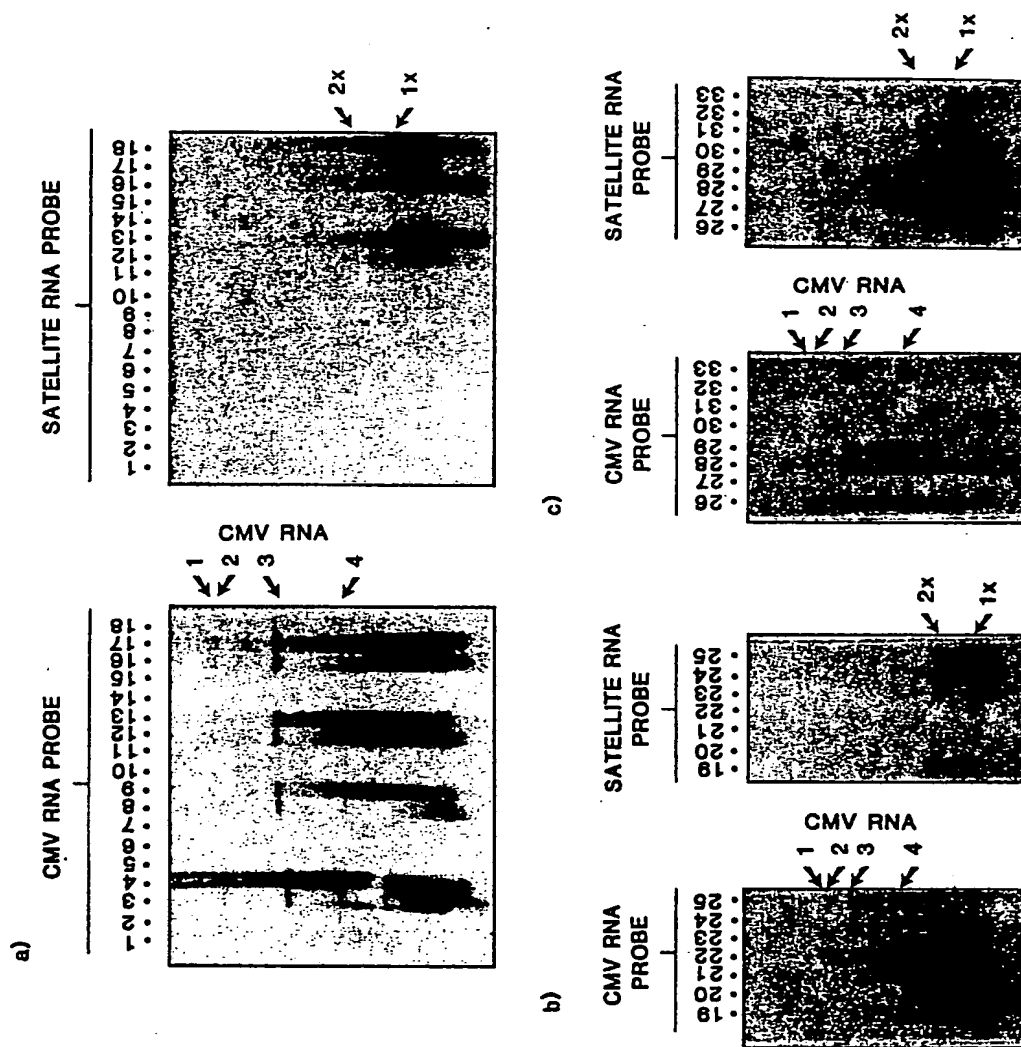 a)
CMV RNA PROBE
1 2 3 4 5 6 7 8 9 10 11 12 13 14 15 16 17 18
CMV RNA
1
2
3
4
SATELLITE RNA PROBE
1 2 3 4 5 6 7 8 9 10 11 12 13 14 15 16 17 18
2x
1x
b)
CMV RNA
PROBE
19 20 21 22 23 24 25
CMV RNA
1
2
3
4
SATELLITE RNA
PROBE
19 20 21 22 23 24 25
2x
1x
c)
CMV RNA
PROBE
26 27 28 29 30 31 32 33
CMV RNA
1
2
3
4
SATELLITE RNA
PROBE
26 27 28 29 30 31 32 33
2x
1x